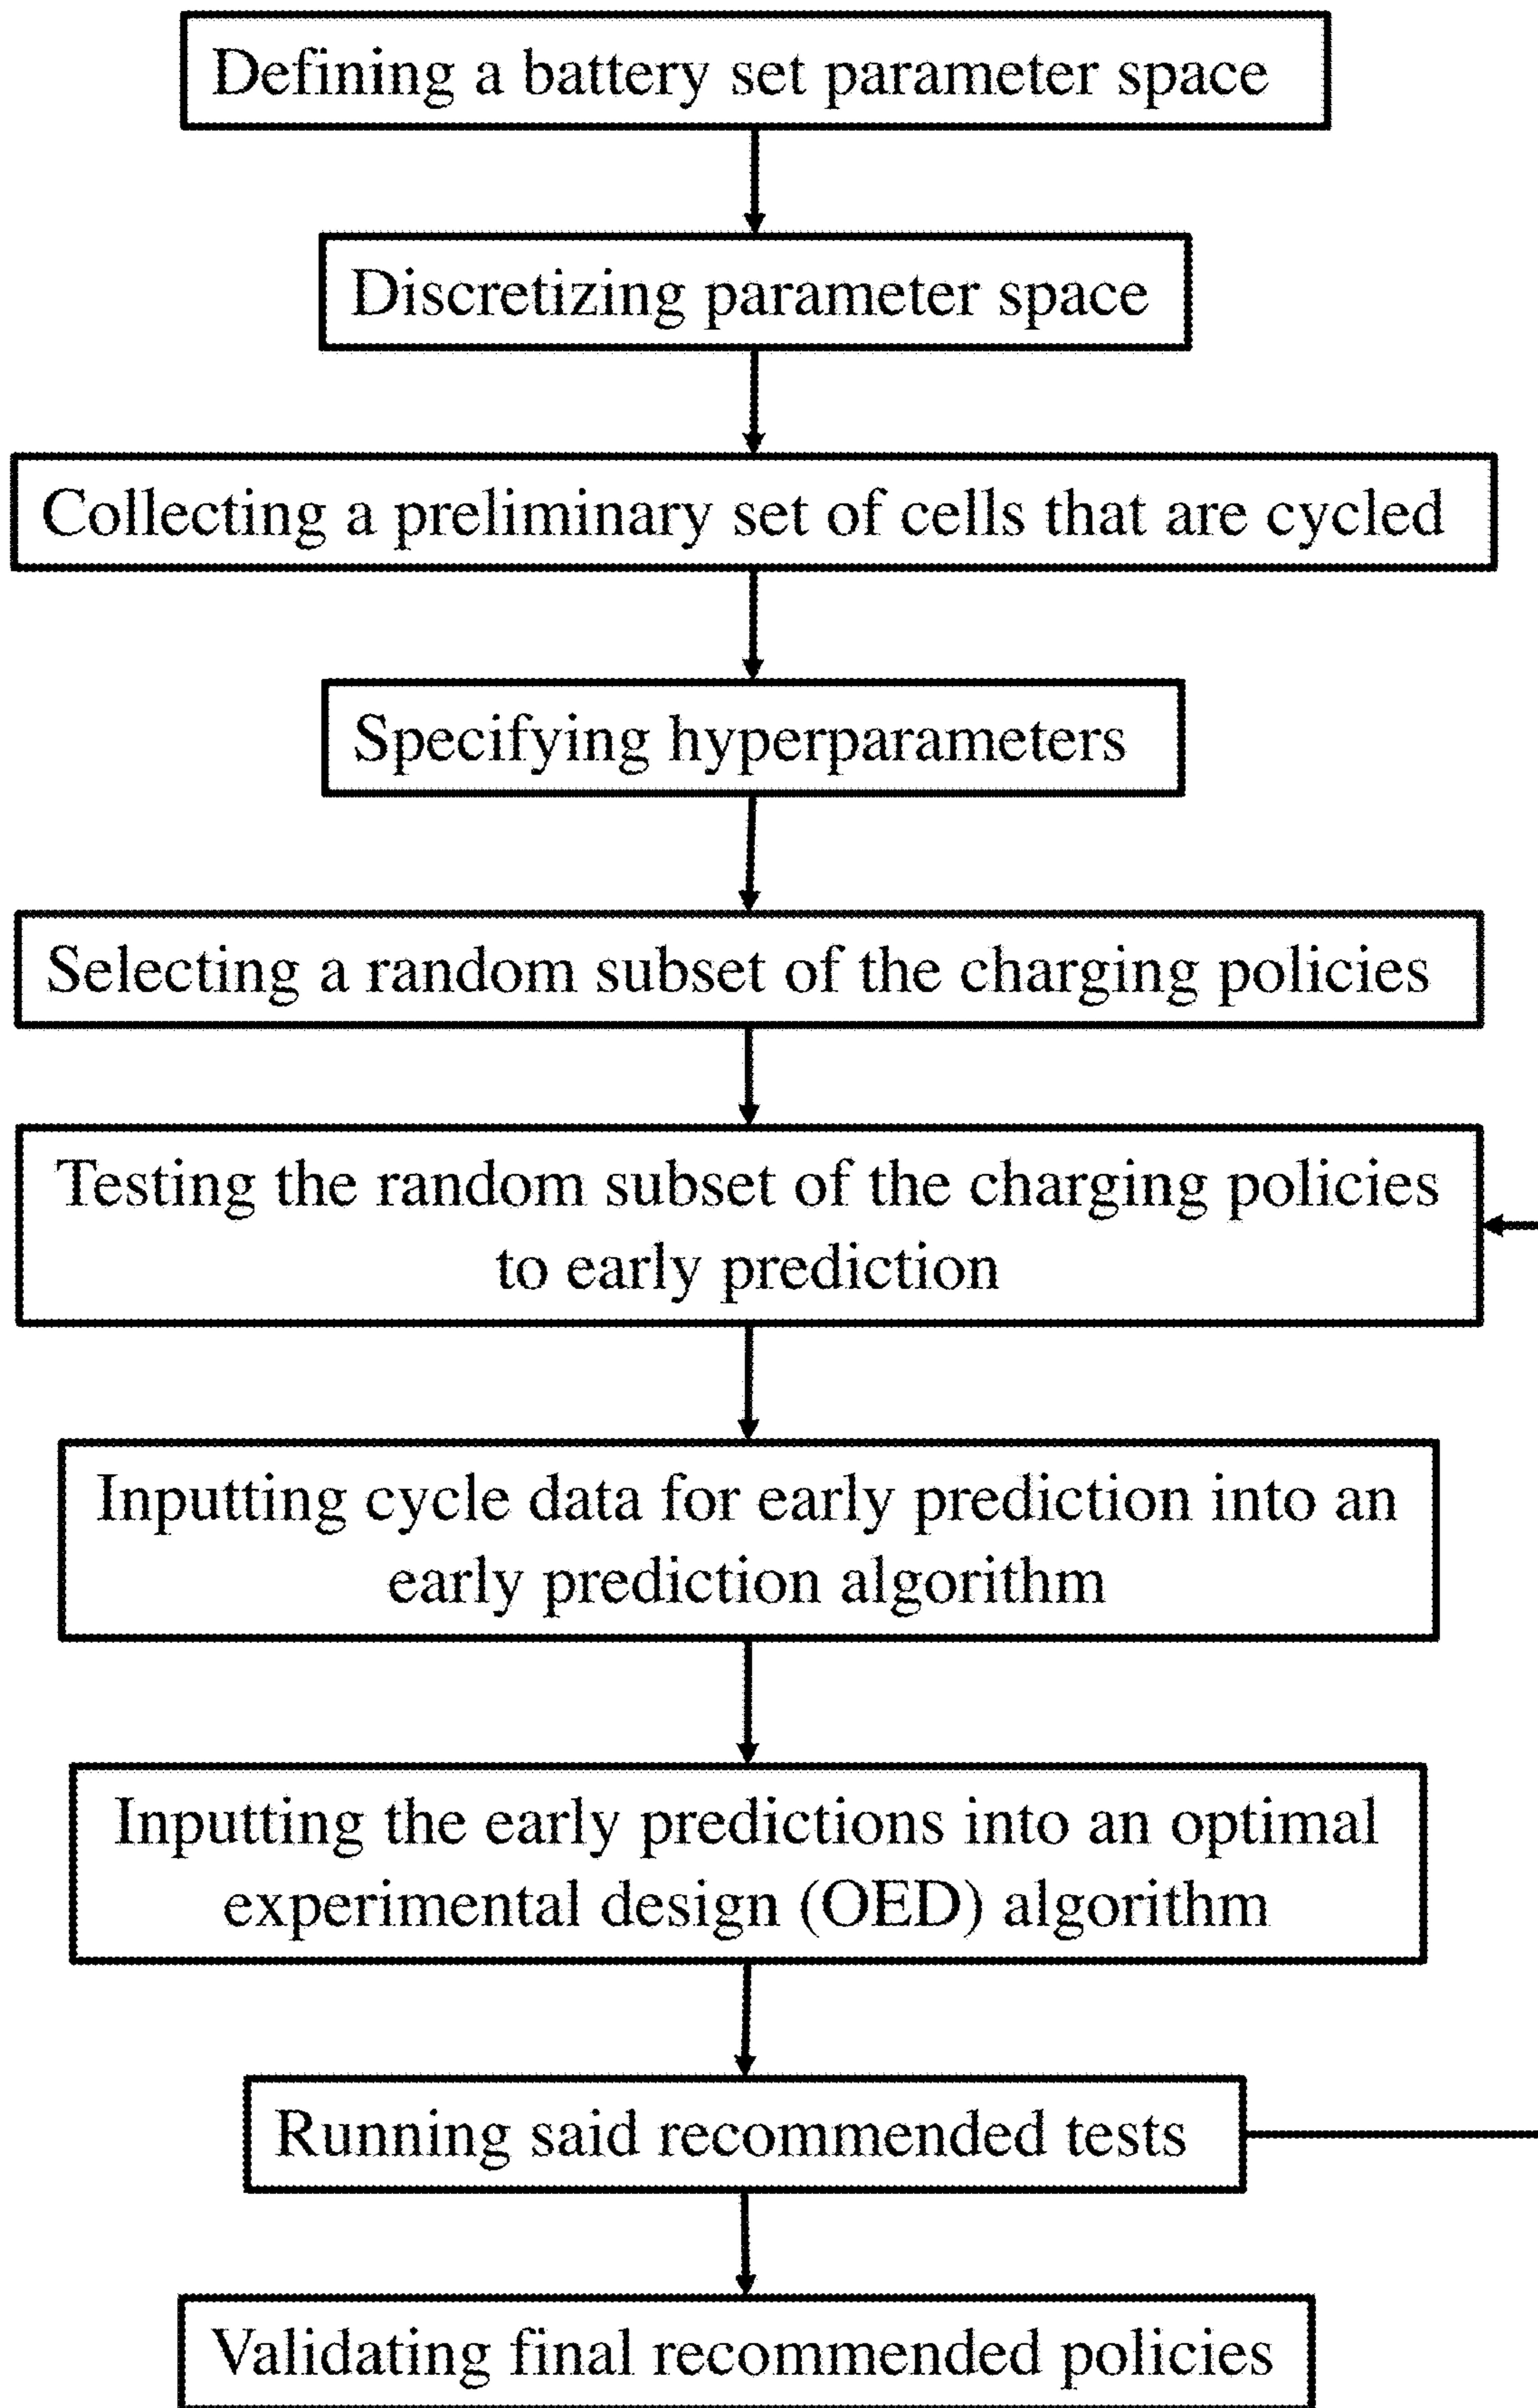 Defining a battery set parameter space
Discretizing parameter space
Collecting a preliminary set of cells that are cycled
Specifying hyperparameters
Selecting a random subset of the charging policies
Testing the random subset of the charging policies
to early prediction
Inputting cycle data for early prediction into an
early prediction algorithm
Inputting the early predictions into an optimal
experimental design (OED) algorithm
Running said recommended tests
Validating final recommended policies